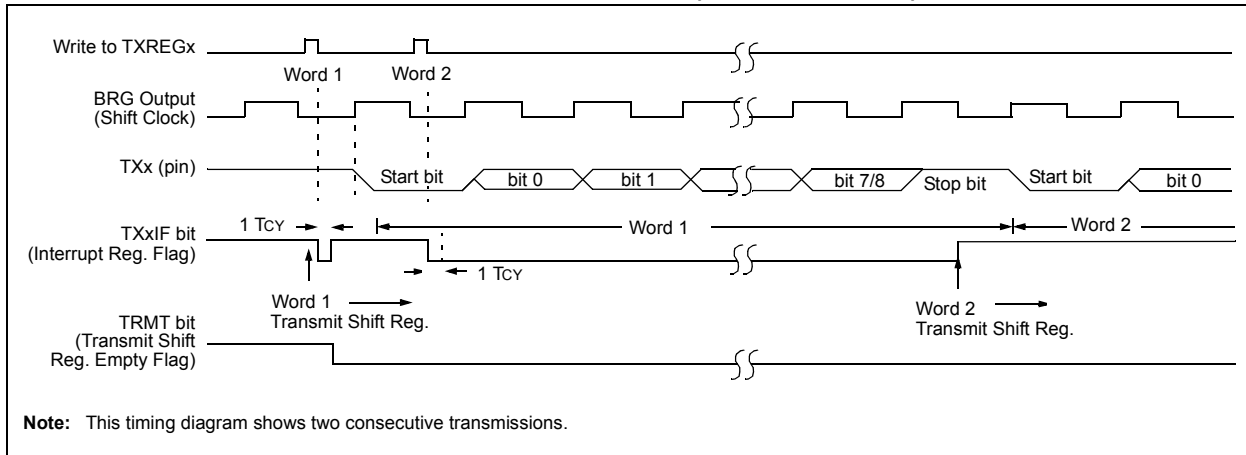 Write to TXREGx
Word 1
Word 2
BRG Output
(Shift Clock)
TXx (pin)
Start bit
bit 0
bit 1
bit 7/8
Stop bit
Start bit
bit 0
1 TCY
TXxIF bit
(Interrupt Reg. Flag)
Word 1
Word 2
1 TCY
Word 1
Transmit Shift Reg.
Word 2
Transmit Shift Reg.
TRMT bit
(Transmit Shift
Reg. Empty Flag)
Note: This timing diagram shows two consecutive transmissions.